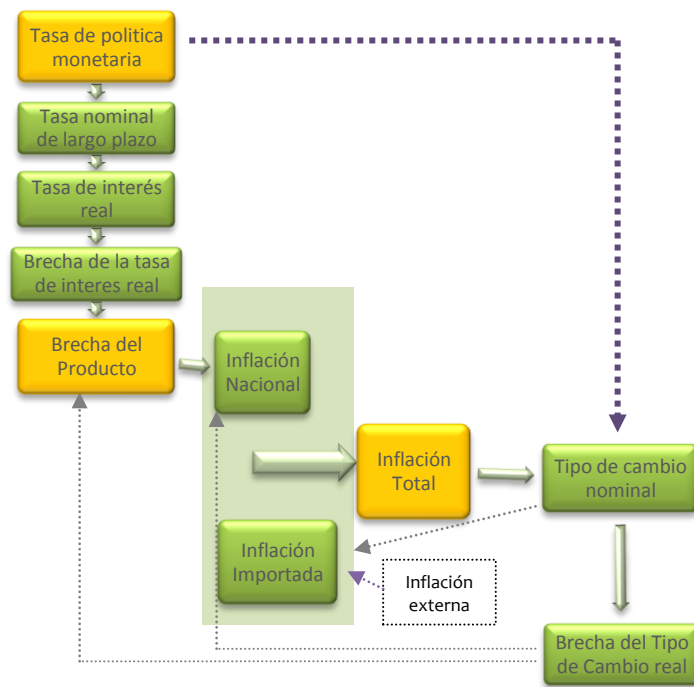 Tasa de politica
monetaria
Tasa nominal
de largo plazo
Tasa de interés
real
Brecha de la tasa
de interes real
Brecha del
Producto
Inflación
Nacional
Inflación
Total
Tipo de cambio
nominal
Inflación
Importada
Inflación
externa
Brecha del Tipo
de Cambio real